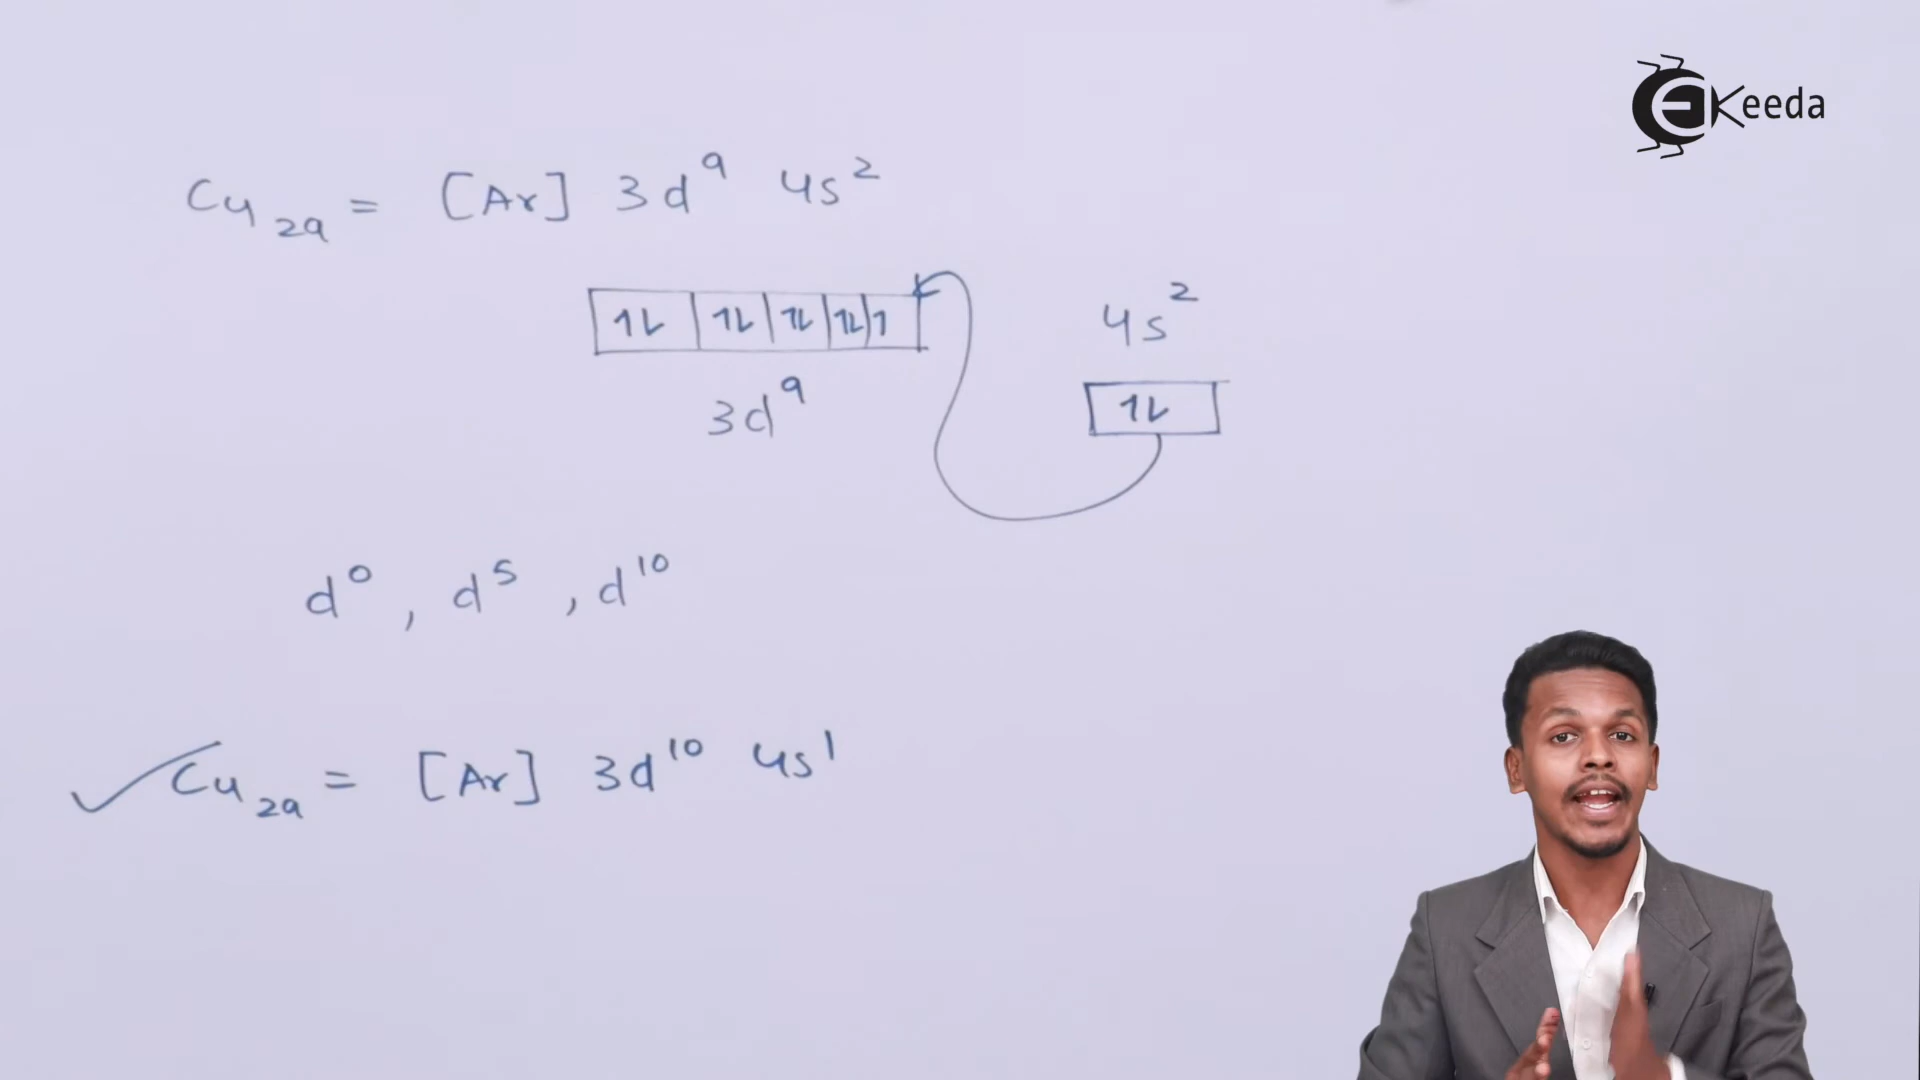 EKeeda
Cu₂₉ = [Ar] 3d⁹ 4s²
1L 1L 1L 1L 1
4s²
3d⁹
1L
d⁰, d⁵, d¹⁰
✓ Cu₂₉ = [Ar] 3d¹⁰ 4s¹